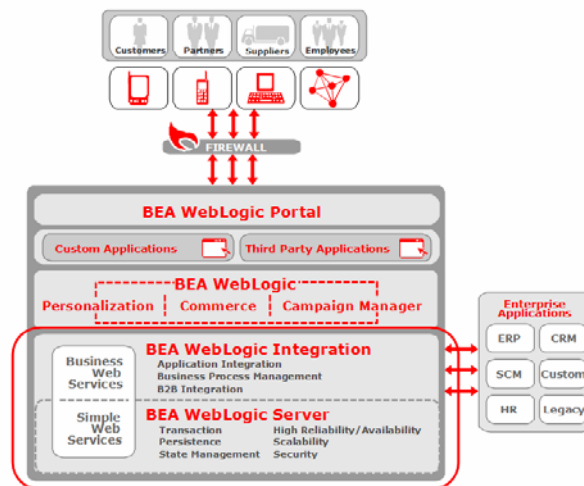 Customers Partners Suppliers Employees
FIREWALL
BEA WebLogic Portal
Custom Applications Third Party Applications
BEA WebLogic
Personalization Commerce Campaign Manager
Business
Web
Services
BEA WebLogic Integration
Application Integration
Business Process Management
B2B Integration
Simple
Web
Services
BEA WebLogic Server
Transaction High Reliability/Availability
Persistence Scalability
State Management Security
Enterprise
Applications
ERP CRM
SCM Custom
HR Legacy